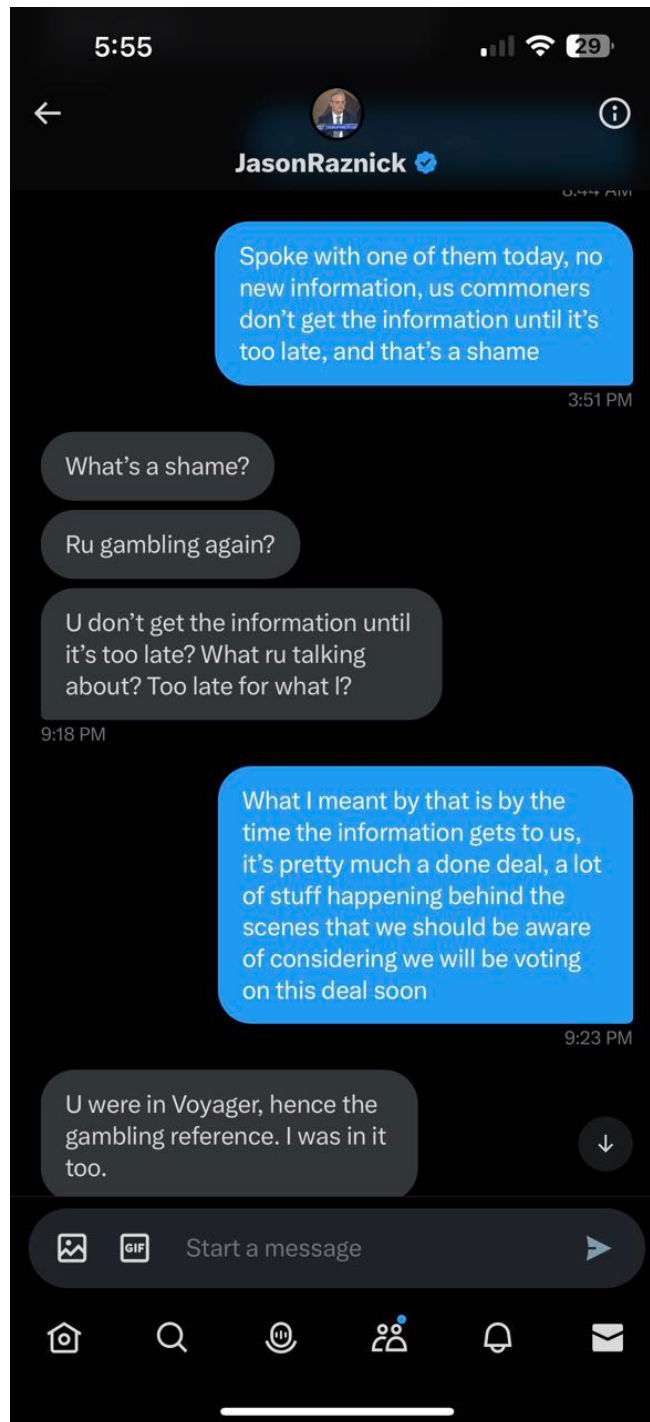 5:55
29
JasonRaznick
8:44 AM
Spoke with one of them today, no
new information, us commoners
don’t get the information until it’s
too late, and that’s a shame
3:51 PM
What’s a shame?
Ru gambling again?
U don’t get the information until
it’s too late? What ru talking
about? Too late for what I?
9:18 PM
What I meant by that is by the
time the information gets to us,
it’s pretty much a done deal, a lot
of stuff happening behind the
scenes that we should be aware
of considering we will be voting
on this deal soon
9:23 PM
U were in Voyager, hence the
gambling reference. I was in it
too.
GIF
Start a message